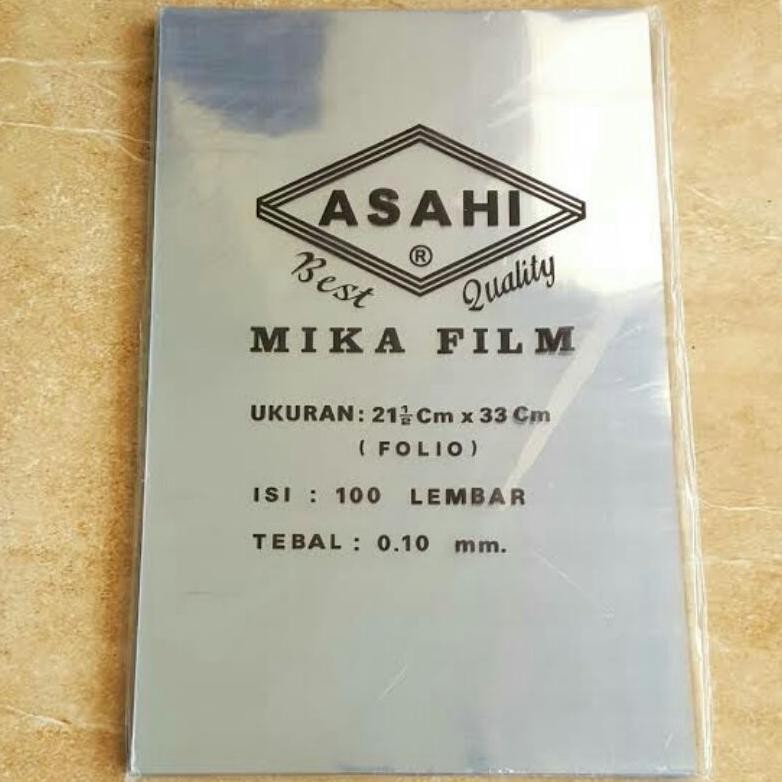 ASAHI
®
Best Quality
MIKA FILM
UKURAN: 21½ Cm x 33 Cm
( FOLIO )
ISI : 100 LEMBAR
TEBAL : 0.10 mm.